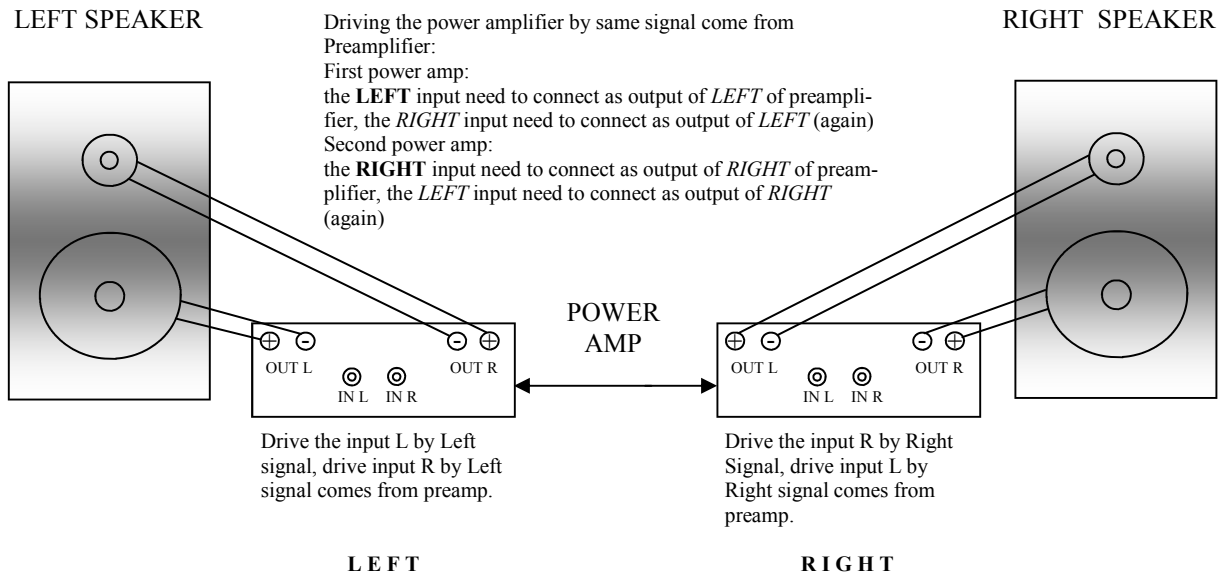 LEFT SPEAKER
Driving the power amplifier by same signal come from
Preamplifier:
First power amp:
the LEFT input need to connect as output of LEFT of preampli-
fier, the RIGHT input need to connect as output of LEFT (again)
Second power amp:
the RIGHT input need to connect as output of RIGHT of pream-
plifier, the LEFT input need to connect as output of RIGHT
(again)
RIGHT SPEAKER
POWER
AMP
+ -
- +
OUT L
OUT R
IN L
IN R
+ -
- +
OUT L
OUT R
IN L
IN R
Drive the input L by Left
signal, drive input R by Left
signal comes from preamp.
Drive the input R by Right
Signal, drive input L by
Right signal comes from
preamp.
LEFT
RIGHT